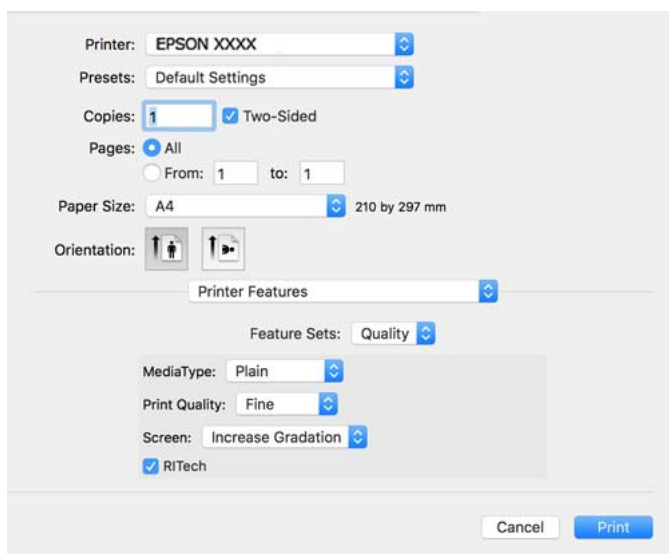 Printer: EPSON XXXX
Presets: Default Settings
Copies: 1 Two-Sided
Pages: All
From: 1 to: 1
Paper Size: A4 210 by 297 mm
Orientation:
Printer Features
Feature Sets: Quality
MediaType: Plain
Print Quality: Fine
Screen: Increase Gradation
RITech
Cancel Print